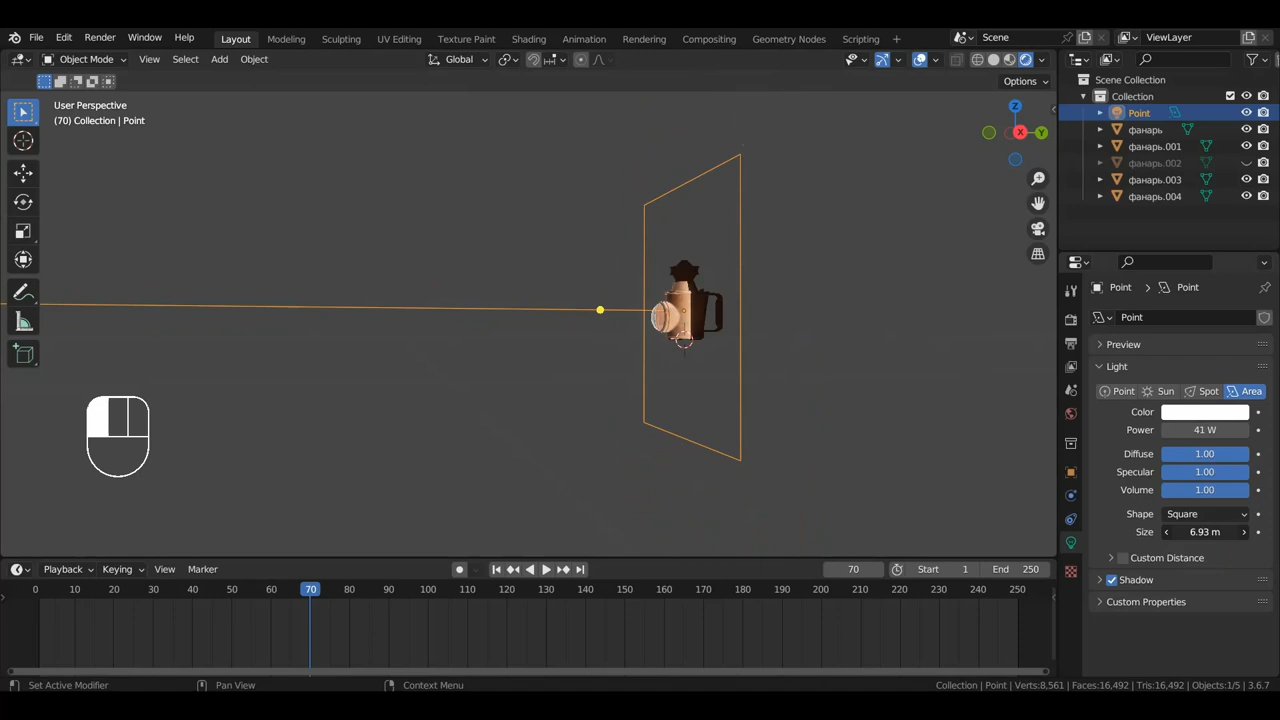 File Edit Render Window Help Layout Modeling Sculpting UV Editing Texture Paint Shading Animation Rendering Compositing Geometry Nodes Scripting + Scene ViewLayer
Object Mode View Select Add Object Global
Options
User Perspective
(70) Collection | Point
Z
X
Y
Scene Collection
Collection
Point
фанарь
фанарь.001
фанарь.002
фанарь.003
фанарь.004
Point Point
Point
Preview
Light
Point Sun Spot Area
Color
Power 41 W
Diffuse 1.00
Specular 1.00
Volume 1.00
Shape Square
Size 6.93 m
Custom Distance
Shadow
Custom Properties
Playback Keying View Marker 70 Start 1 End 250
0 10 20 30 40 50 60 70 80 90 100 110 120 130 140 150 160 170 180 190 200 210 220 230 240 250
Set Active Modifier Pan View Context Menu Collection | Point | Verts:8,561 | Faces:16,492 | Tris:16,492 | Objects:1/5 | 3.6.7